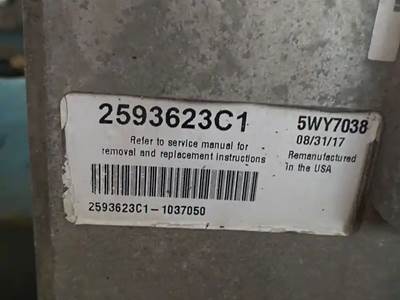 2593623C1
5WY7038
08/31/17
Refer to service manual for
removal and replacement instructions
Remanufactured
in the USA
2593623C1-1037050